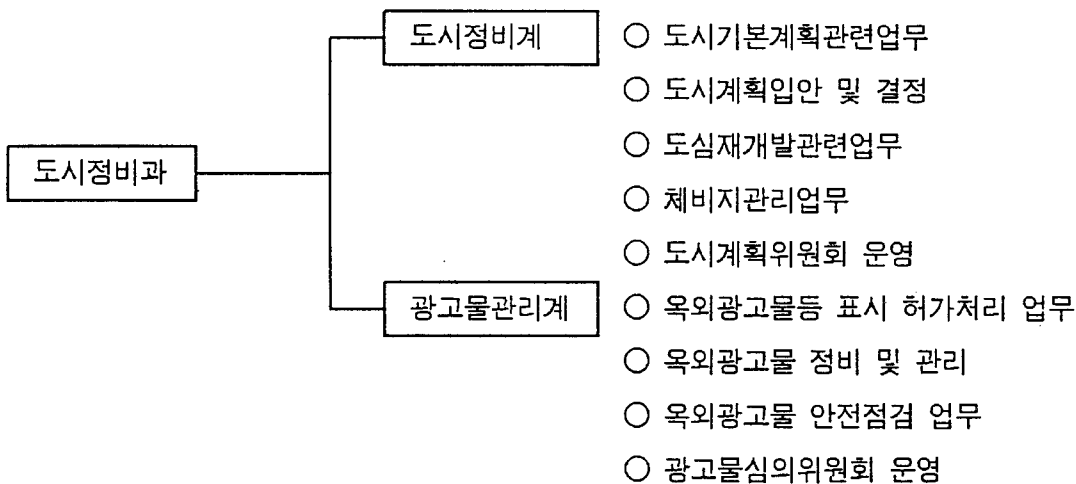 도시정비과
도시정비계
○ 도시기본계획관련업무
○ 도시계획입안 및 결정
○ 도심재개발관련업무
○ 체비지관리업무
○ 도시계획위원회 운영
광고물관리계
○ 옥외광고물등 표시 허가처리 업무
○ 옥외광고물 정비 및 관리
○ 옥외광고물 안전점검 업무
○ 광고물심의위원회 운영